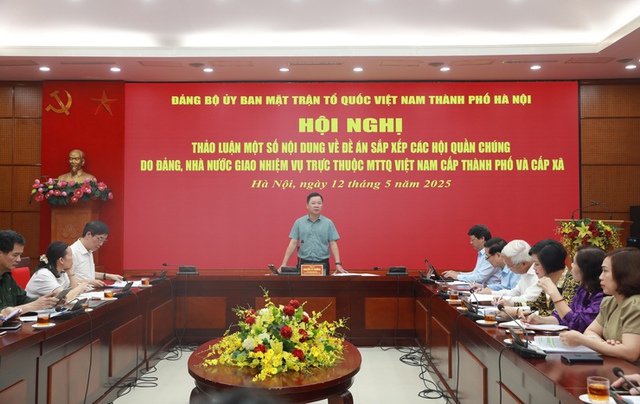 ĐẢNG BỘ ỦY BAN MẶT TRẬN TỔ QUỐC VIỆT NAM THÀNH PHỐ HÀ NỘI
HỘI NGHỊ
THẢO LUẬN MỘT SỐ NỘI DUNG VỀ ĐỀ ÁN SẮP XẾP CÁC HỘI QUẦN CHÚNG
DO ĐẢNG, NHÀ NƯỚC GIAO NHIỆM VỤ TRỰC THUỘC MTTQ VIỆT NAM CẤP THÀNH PHỐ VÀ CẤP XÃ
Hà Nội, ngày 12 tháng 5 năm 2025